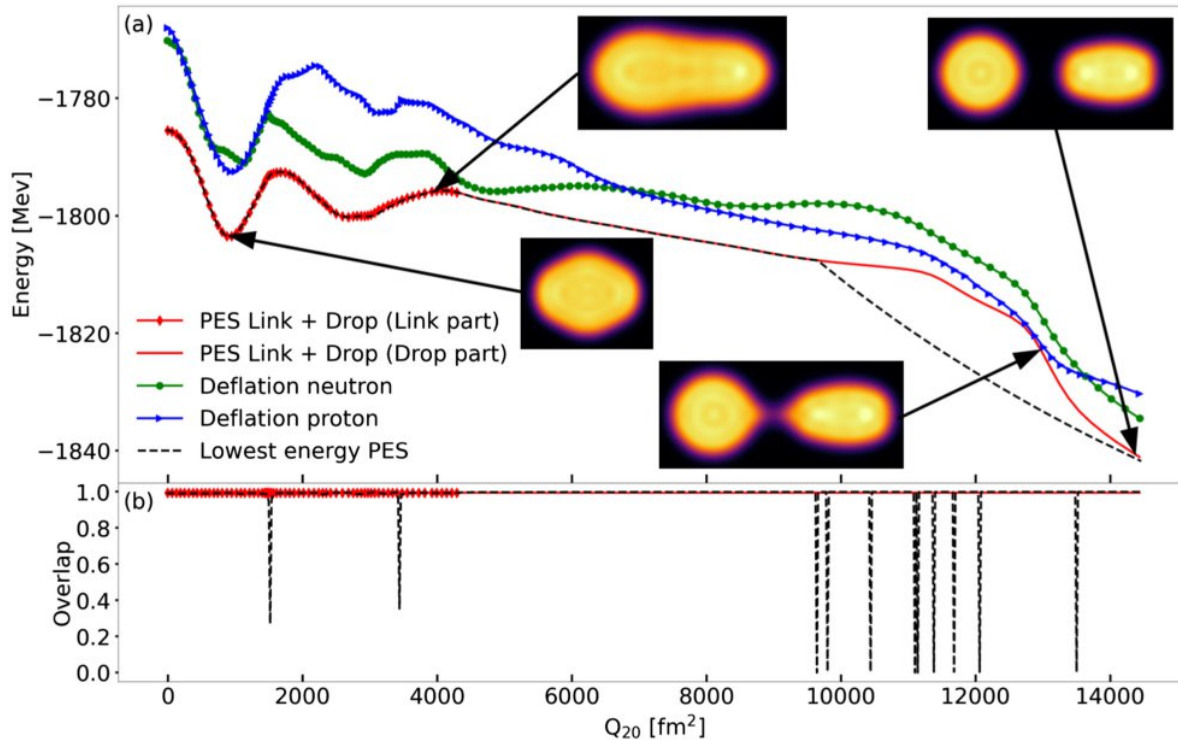 (a)
−1780
−1800
−1820
−1840
Energy [Mev]
PES Link + Drop (Link part)
PES Link + Drop (Drop part)
Deflation neutron
Deflation proton
Lowest energy PES
(b)
1.0
0.8
0.6
0.4
0.2
0.0
Overlap
0 2000 4000 6000 8000 10000 12000 14000
Q₂₀ [fm²]